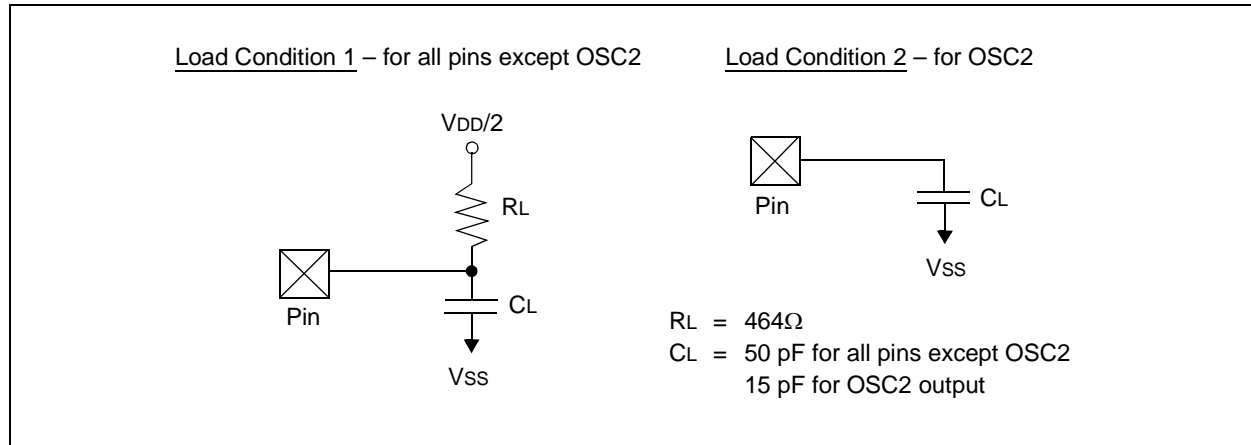 Load Condition 1 – for all pins except OSC2
Load Condition 2 – for OSC2
VDD/2
RL
Pin
CL
VSS
Pin
CL
VSS
RL = 464Ω
CL = 50 pF for all pins except OSC2
15 pF for OSC2 output